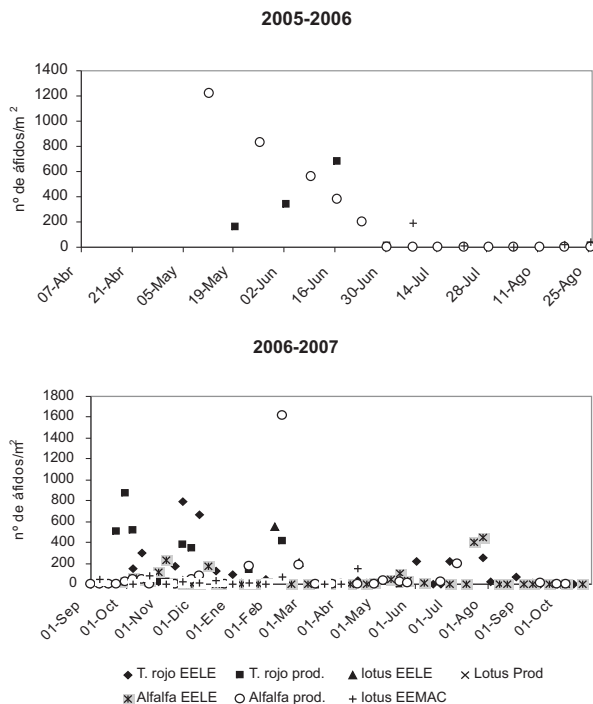 2005-2006
nº de áfidos/m²
1400
1200
1000
800
600
400
200
0
07-Abr
21-Abr
05-May
19-May
02-Jun
16-Jun
30-Jun
14-Jul
28-Jul
11-Ago
25-Ago
2006-2007
nº de áfidos/m²
1800
1600
1400
1200
1000
800
600
400
200
0
01-Sep
01-Oct
01-Nov
01-Dic
01-Ene
01-Feb
01-Mar
01-Abr
01-May
01-Jun
01-Jul
01-Ago
01-Sep
01-Oct
T. rojo EELE T. rojo prod. lotus EELE Lotus Prod
Alfalfa EELE Alfalfa prod. lotus EEMAC